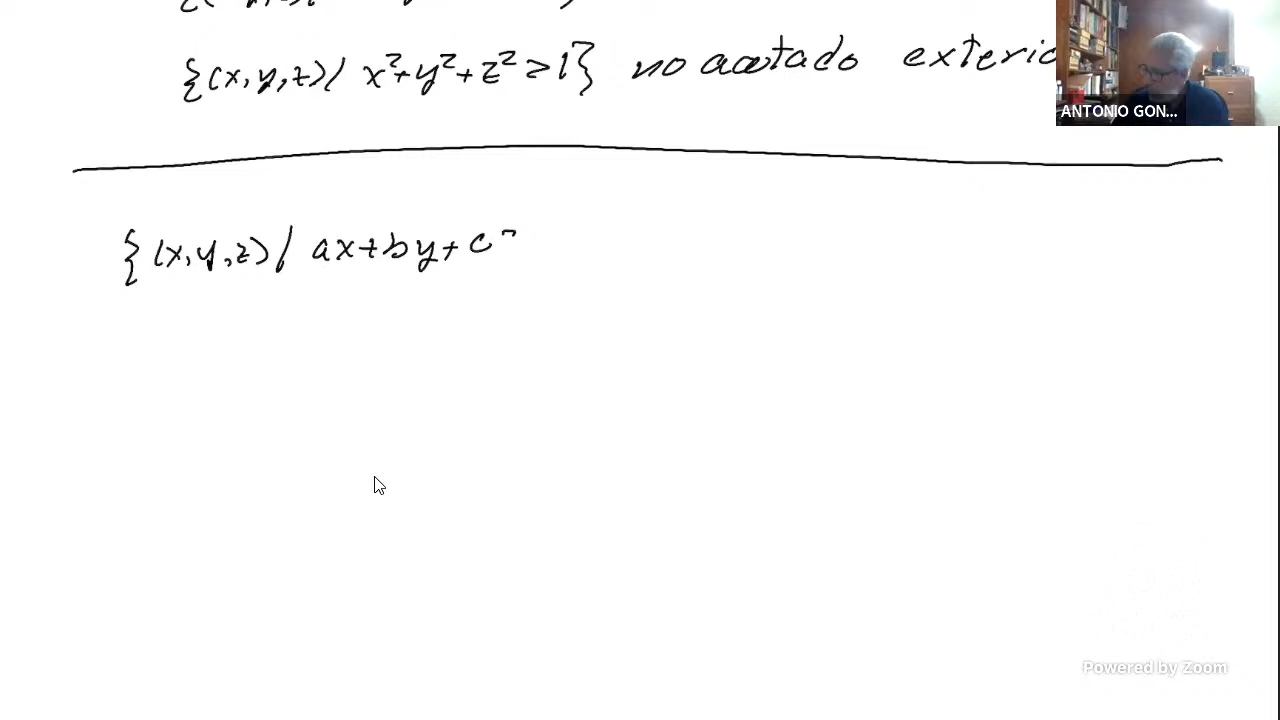 {(x,y,z)/ x²+y²+z²>1} no acotado exterio
ANTONIO GON...
{(x,y,z)/ ax+by+c
Powered by Zoom